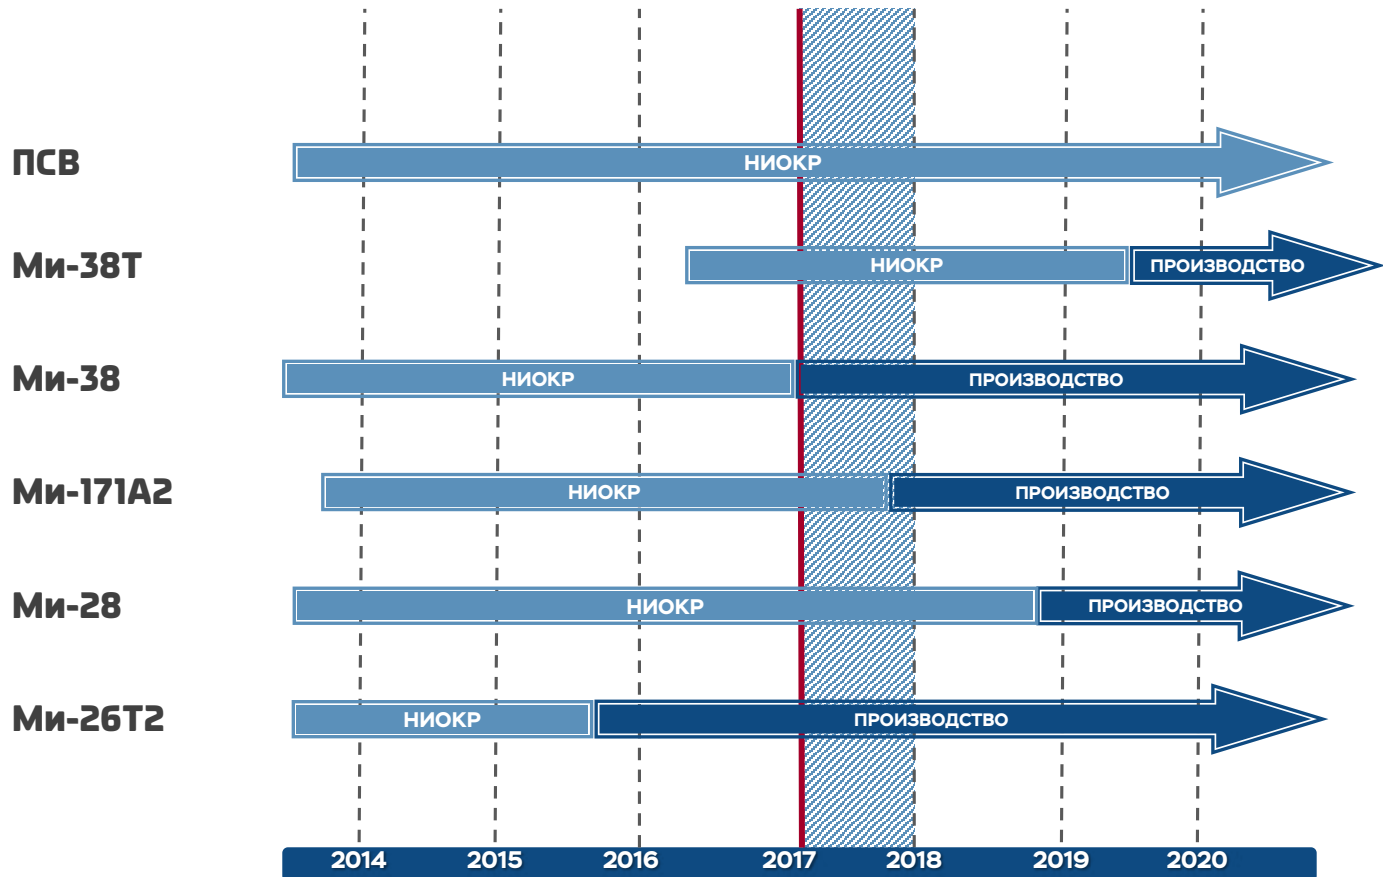 ПСВ
НИОКР
Ми-38Т
НИОКР
ПРОИЗВОДСТВО
Ми-38
НИОКР
ПРОИЗВОДСТВО
Ми-171А2
НИОКР
ПРОИЗВОДСТВО
Ми-28
НИОКР
ПРОИЗВОДСТВО
Ми-26Т2
НИОКР
ПРОИЗВОДСТВО
2014 2015 2016 2017 2018 2019 2020